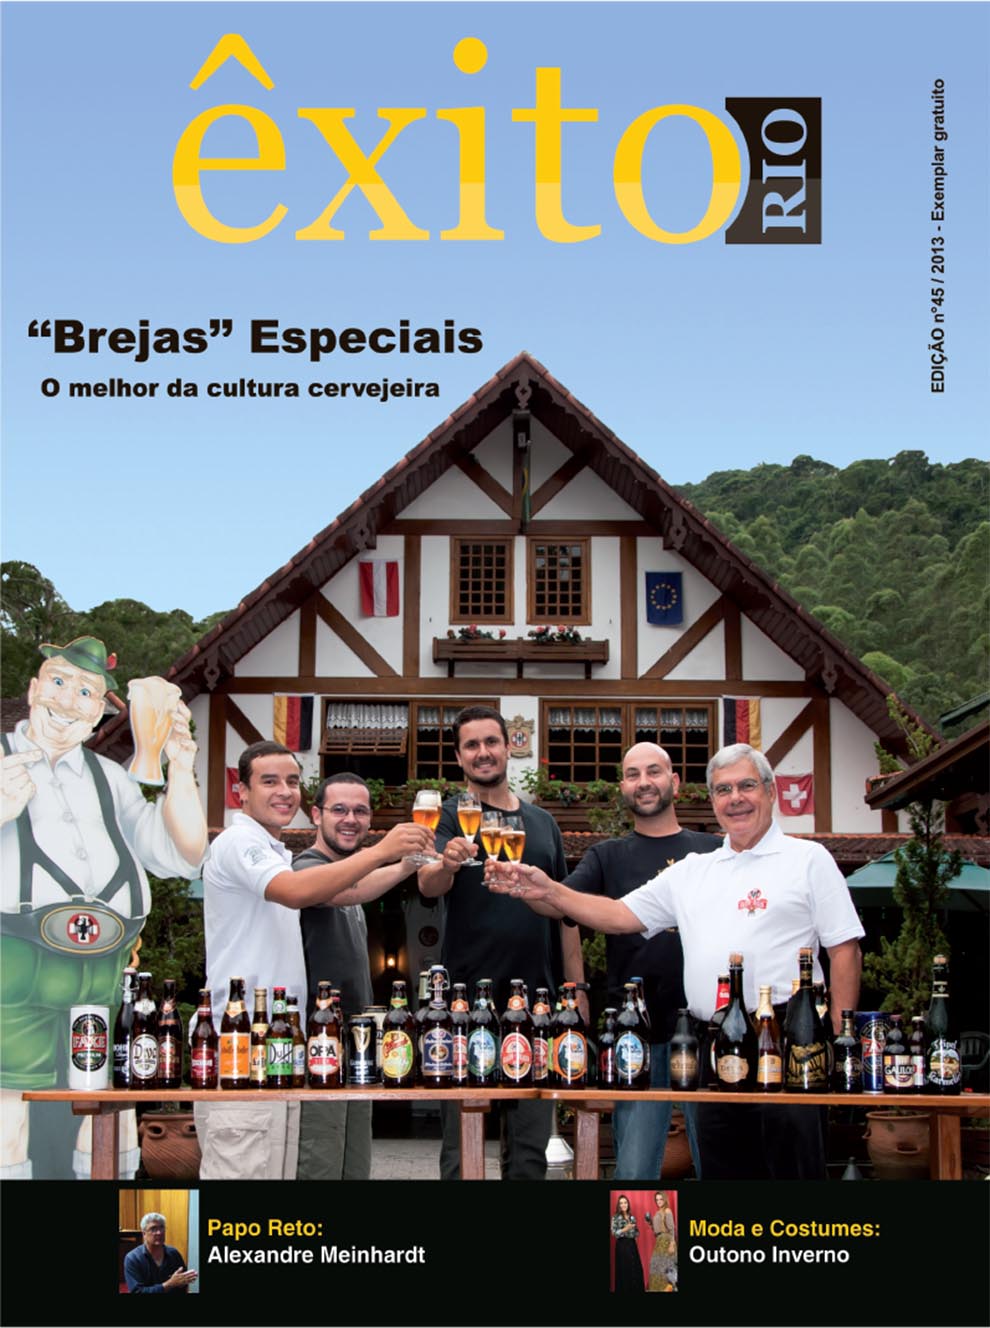 êxito
RIO
EDIÇÃO nº45 / 2013 - Exemplar gratuito
“Brejas” Especiais
O melhor da cultura cervejeira
OPA
Duff
Papo Reto:
Alexandre Meinhardt
Moda e Costumes:
Outono Inverno